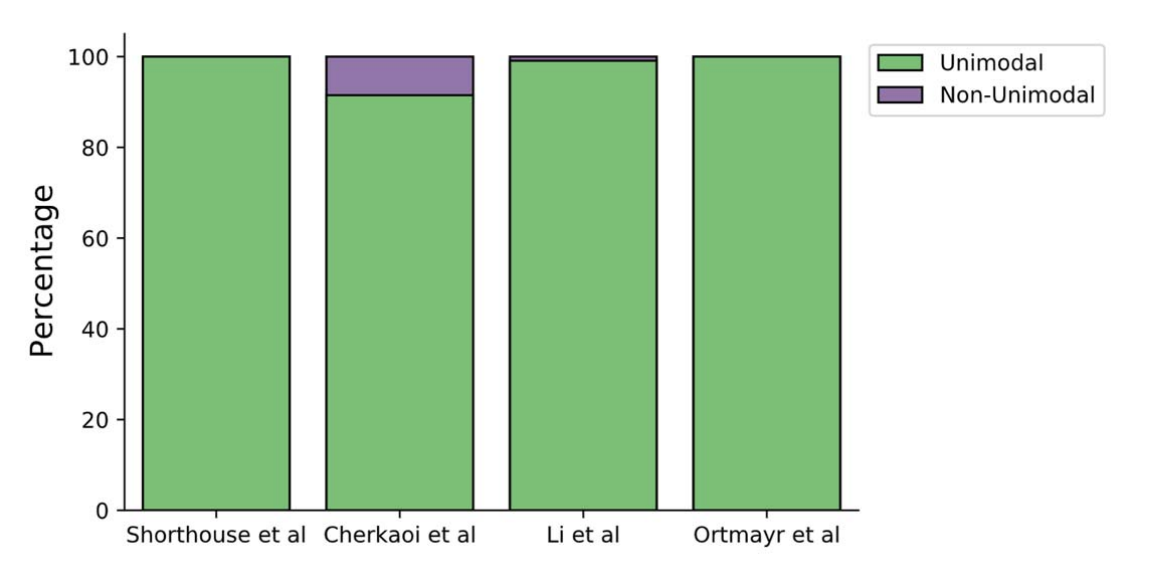 Percentage
100
80
60
40
20
0
Shorthouse et al
Cherkaoi et al
Li et al
Ortmayr et al
Unimodal
Non-Unimodal